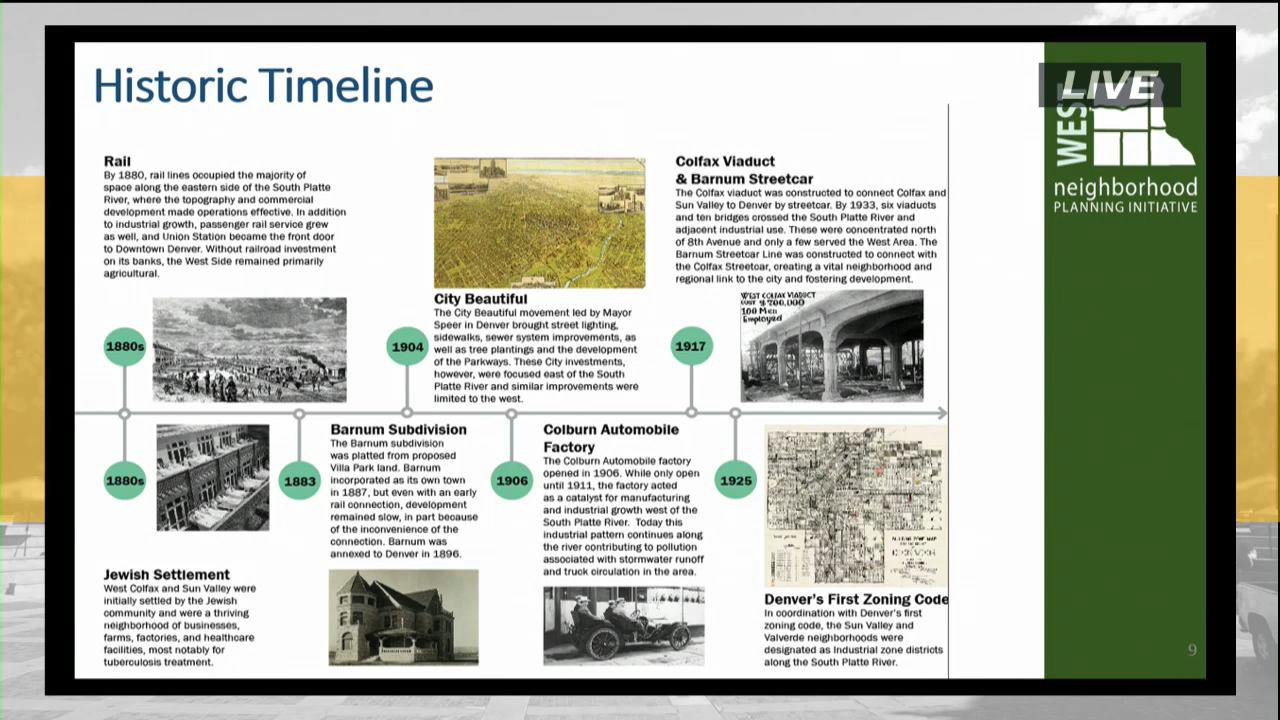 Historic Timeline
LIVE
WEST
neighborhood
PLANNING INITIATIVE
Rail
By 1880, rail lines occupied the majority of
space along the eastern side of the South Platte
River, where the topography and commercial
development made operations effective. In addition
to industrial growth, passenger rail service grew
as well, and Union Station became the front door
to Downtown Denver. Without railroad investment
on its banks, the West Side remained primarily
agricultural.
1880s
1904
City Beautiful
The City Beautiful movement led by Mayor
Speer in Denver brought street lighting,
sidewalks, sewer system improvements, as
well as tree plantings and the development
of the Parkways. These City investments,
however, were focused east of the South
Platte River and similar improvements were
limited to the west.
Colfax Viaduct
& Barnum Streetcar
The Colfax viaduct was constructed to connect Colfax and
Sun Valley to Denver by streetcar. By 1933, six viaducts
and ten bridges crossed the South Platte River and
adjacent industrial use. These were concentrated north
of 8th Avenue and only a few served the West Area. The
Barnum Streetcar Line was constructed to connect with
the Colfax Streetcar, creating a vital neighborhood and
regional link to the city and fostering development.
1917
WEST COLFAX VIADUCT
COST $700,000
100 Men
Employed
1880s
Jewish Settlement
West Colfax and Sun Valley were
initially settled by the Jewish
community and were a thriving
neighborhood of businesses,
farms, factories, and healthcare
facilities, most notably for
tuberculosis treatment.
1883
Barnum Subdivision
The Barnum subdivision
was platted from proposed
Villa Park land. Barnum
incorporated as its own town
in 1887, but even with an early
rail connection, development
remained slow, in part because
of the inconvenience of the
connection. Barnum was
annexed to Denver in 1896.
1906
Colburn Automobile
Factory
The Colburn Automobile factory
opened in 1906. While only open
until 1911, the factory acted
as a catalyst for manufacturing
and industrial growth west of the
South Platte River. Today this
industrial pattern continues along
the river contributing to pollution
associated with stormwater runoff
and truck circulation in the area.
1925
Denver's First Zoning Code
In coordination with Denver's first
zoning code, the Sun Valley and
Valverde neighborhoods were
designated as Industrial zone districts
along the South Platte River.
9